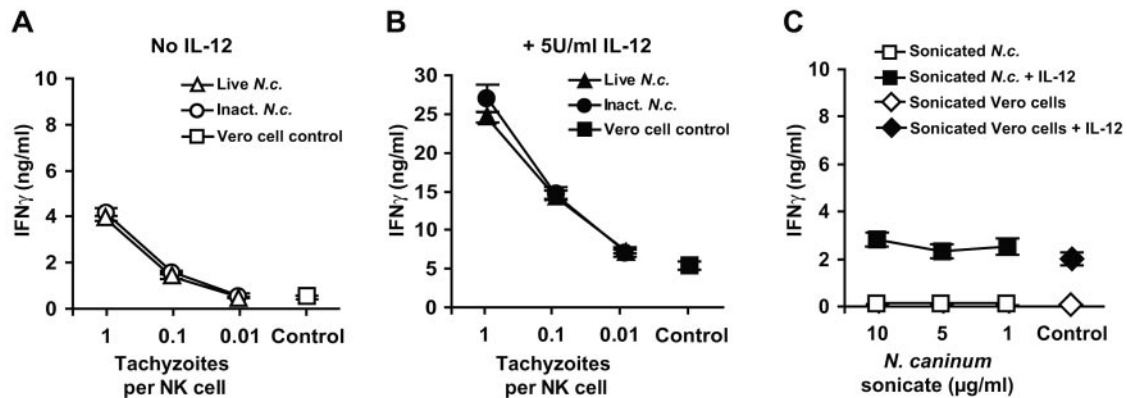 A
No IL-12
Live N.c.
Inact. N.c.
Vero cell control
IFNγ (ng/ml)
10
8
6
4
2
0
1
0.1
0.01
Control
Tachyzoites
per NK cell
B
+ 5U/ml IL-12
Live N.c.
Inact. N.c.
Vero cell control
IFNγ (ng/ml)
30
25
20
15
10
5
0
1
0.1
0.01
Control
Tachyzoites
per NK cell
C
Sonicated N.c.
Sonicated N.c. + IL-12
Sonicated Vero cells
Sonicated Vero cells + IL-12
IFNγ (ng/ml)
10
8
6
4
2
0
10
5
1
Control
N. caninum
sonicate (µg/ml)